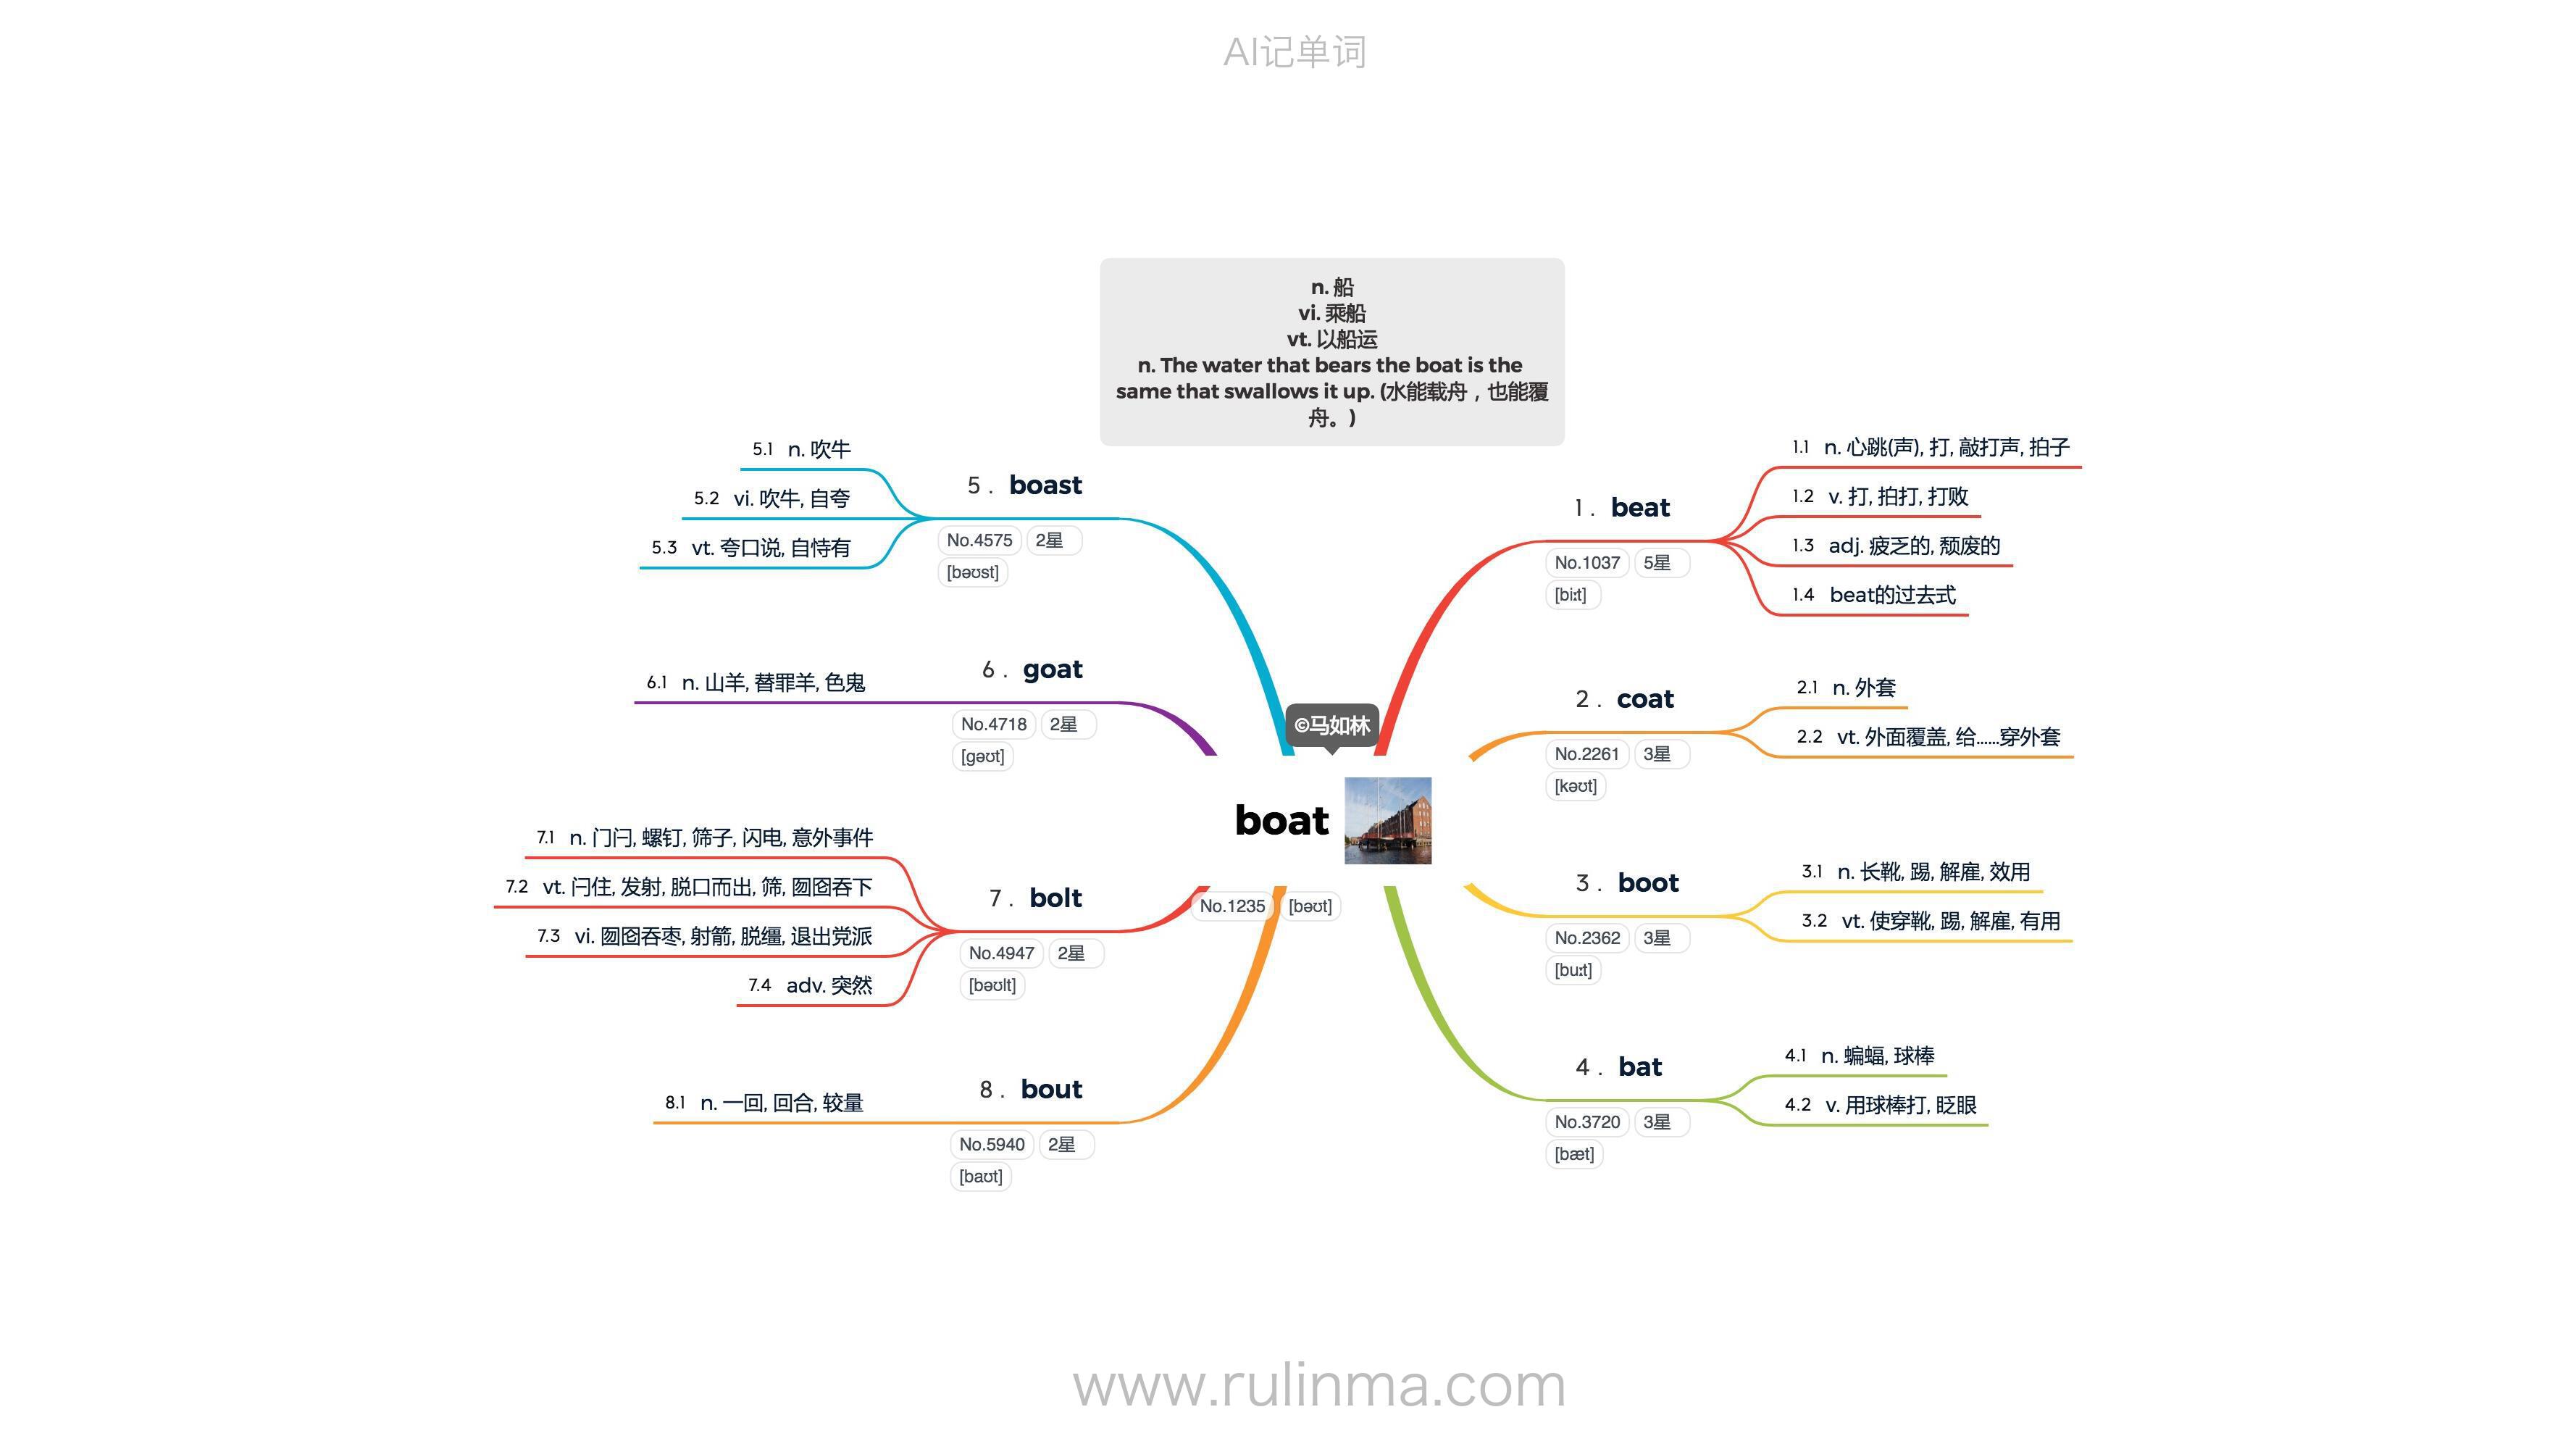 AI记单词
n. 船
vi. 乘船
vt. 以船运
n. The water that bears the boat is the
same that swallows it up. (水能载舟，也能覆
舟。)
©马如林
boat
No.1235 [bəʊt]
1. beat
No.1037 5星
[biːt]
1.1 n. 心跳(声), 打, 敲打声, 拍子
1.2 v. 打, 拍打, 打败
1.3 adj. 疲乏的, 颓废的
1.4 beat的过去式
2. coat
No.2261 3星
[kəʊt]
2.1 n. 外套
2.2 vt. 外面覆盖, 给……穿外套
3. boot
No.2362 3星
[buːt]
3.1 n. 长靴, 踢, 解雇, 效用
3.2 vt. 使穿靴, 踢, 解雇, 有用
4. bat
No.3720 3星
[bæt]
4.1 n. 蝙蝠, 球棒
4.2 v. 用球棒打, 眨眼
5. boast
No.4575 2星
[bəʊst]
5.1 n. 吹牛
5.2 vi. 吹牛, 自夸
5.3 vt. 夸口说, 自恃有
6. goat
No.4718 2星
[gəʊt]
6.1 n. 山羊, 替罪羊, 色鬼
7. bolt
No.4947 2星
[bəʊlt]
7.1 n. 门闩, 螺钉, 筛子, 闪电, 意外事件
7.2 vt. 闩住, 发射, 脱口而出, 筛, 囫囵吞下
7.3 vi. 囫囵吞枣, 射箭, 脱缰, 退出党派
7.4 adv. 突然
8. bout
No.5940 2星
[baʊt]
8.1 n. 一回, 回合, 较量
www.rulinma.com